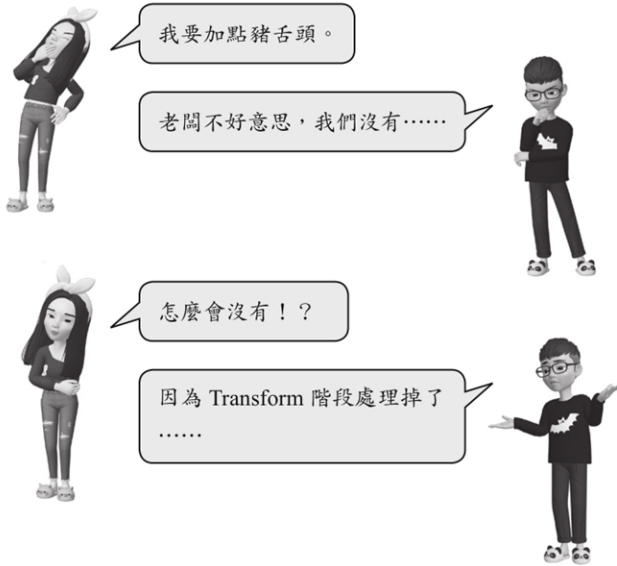 我要加點豬舌頭。
老闆不好意思，我們沒有……
怎麼會沒有！？
因為 Transform 階段處理掉了
……